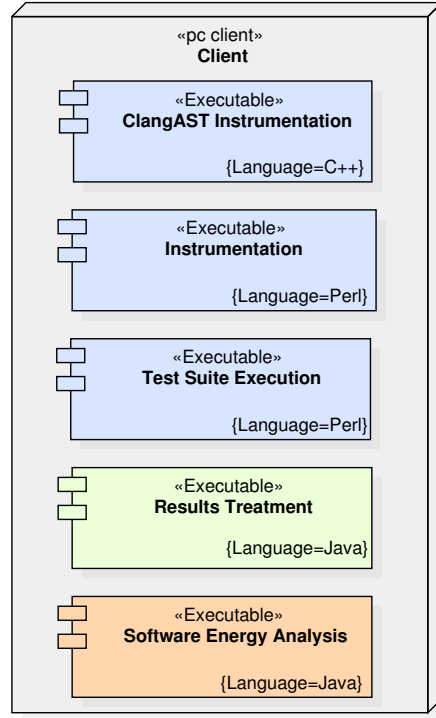 «pc client»
Client
«Executable»
ClangAST Instrumentation
{Language=C++}
«Executable»
Instrumentation
{Language=Perl}
«Executable»
Test Suite Execution
{Language=Perl}
«Executable»
Results Treatment
{Language=Java}
«Executable»
Software Energy Analysis
{Language=Java}